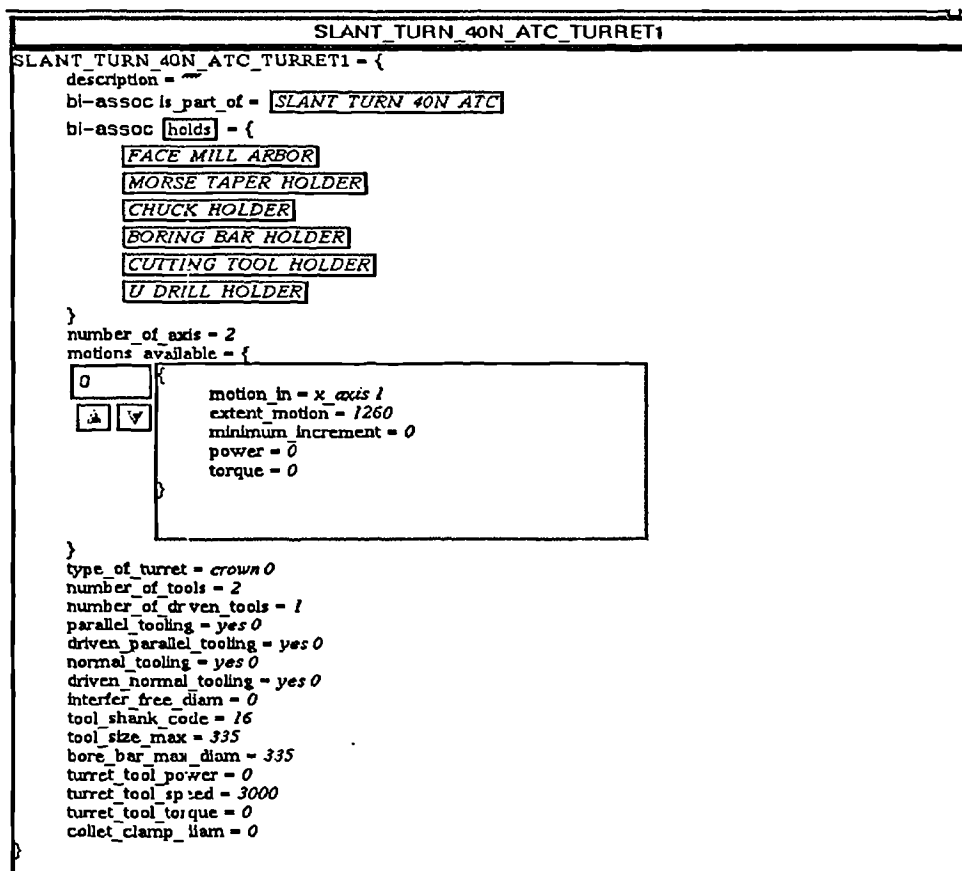 SLANT_TURN_40N_ATC_TURRET1
SLANT_TURN_40N_ATC_TURRET1 = {
description = ""
bi-assoc is_part_of = SLANT TURN 40N ATC
bi-assoc holds = {
FACE MILL ARBOR
MORSE TAPER HOLDER
CHUCK HOLDER
BORING BAR HOLDER
CUTTING TOOL HOLDER
U DRILL HOLDER
}
number_of_axis = 2
motions_available = {
0
{
motion_in = x_axis 1
extent_motion = 1260
minimum_increment = 0
power = 0
torque = 0
}
}
type_of_turret = crown 0
number_of_tools = 2
number_of_driven_tools = 1
parallel_tooling = yes 0
driven_parallel_tooling = yes 0
normal_tooling = yes 0
driven_normal_tooling = yes 0
interfer_free_diam = 0
tool_shank_code = 16
tool_size_max = 335
bore_bar_max_diam = 335
turret_tool_power = 0
turret_tool_speed = 3000
turret_tool_torque = 0
collet_clamp_diam = 0
}